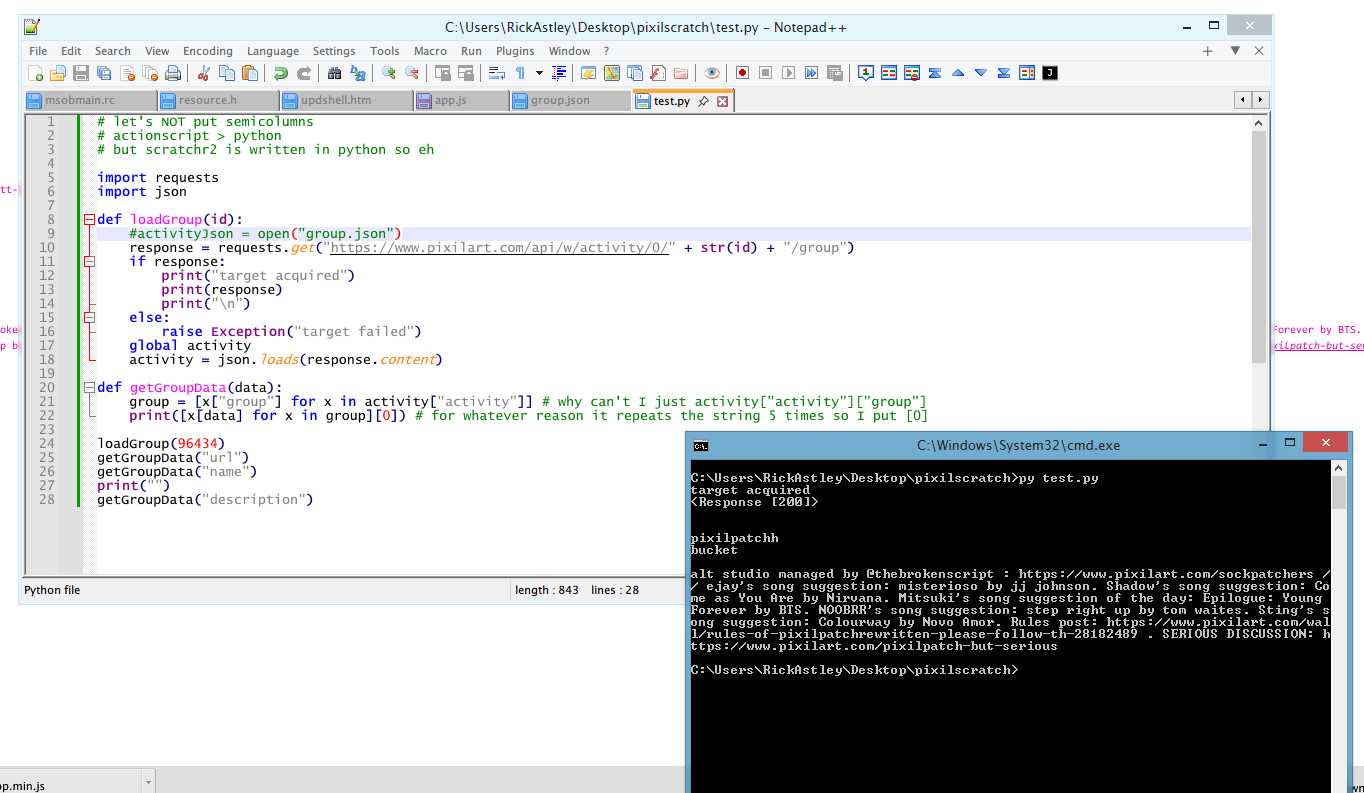 C:\Users\RickAstley\Desktop\pixilscratch\test.py - Notepad++
File Edit Search View Encoding Language Settings Tools Macro Run Plugins Window ?
msobmain.rc resource.h updshell.htm app.js group.json test.py
1 # let's NOT put semicolumns
2 # actionscript > python
3 # but scratchr2 is written in python so eh
4
5 import requests
6 import json
7
8 def loadGroup(id):
9 #activityJson = open("group.json")
10 response = requests.get("https://www.pixilart.com/api/w/activity/0/" + str(id) + "/group")
11 if response:
12 print("target acquired")
13 print(response)
14 print("\n")
15 else:
16 raise Exception("target failed")
17 global activity
18 activity = json.loads(response.content)
19
20 def getGroupData(data):
21 group = [x["group"] for x in activity["activity"]] # why can't I just activity["activity"]["group"]
22 print([x[data] for x in group][0]) # for whatever reason it repeats the string 5 times so I put [0]
23
24 loadGroup(96434)
25 getGroupData("url")
26 getGroupData("name")
27 print("")
28 getGroupData("description")
Python file length : 843 lines : 28
C:\Windows\System32\cmd.exe
C:\Users\RickAstley\Desktop\pixilscratch>py test.py
target acquired
<Response [200]>
pixilpatchh
bucket
alt studio managed by @thebrokenscript : https://www.pixilart.com/sockpatchers /
/ ejay's song suggestion: misterioso by jj johnson. Shadow's song suggestion: Co
me as You Are by Nirvana. Mitsuki's song suggestion of the day: Epilogue: Young
Forever by BTS. NOOBRR's song suggestion: step right up by tom waites. Sting's s
ong suggestion: Colourway by Novo Amor. Rules post: https://www.pixilart.com/wal
l/rules-of-pixilpatchrewritten-please-follow-th-28182489 . SERIOUS DISCUSSION: h
ttps://www.pixilart.com/pixilpatch-but-serious
C:\Users\RickAstley\Desktop\pixilscratch>
tt-
oke
p b
Forever by BTS.
xilpatch-but-ser
op.min.js
wn